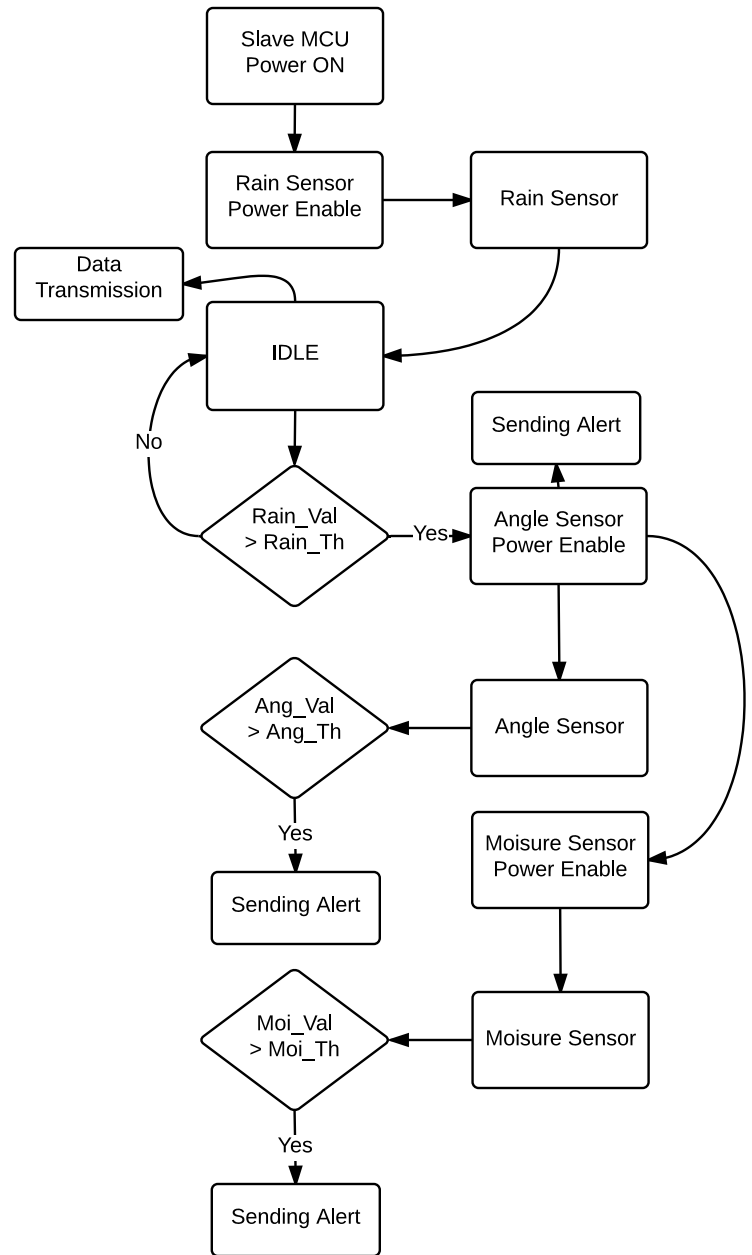 Slave MCU
Power ON
Rain Sensor
Power Enable
Rain Sensor
Data
Transmission
IDLE
No
Rain_Val
> Rain_Th
Yes
Sending Alert
Angle Sensor
Power Enable
Angle Sensor
Ang_Val
> Ang_Th
Yes
Sending Alert
Moisure Sensor
Power Enable
Moisure Sensor
Moi_Val
> Moi_Th
Yes
Sending Alert